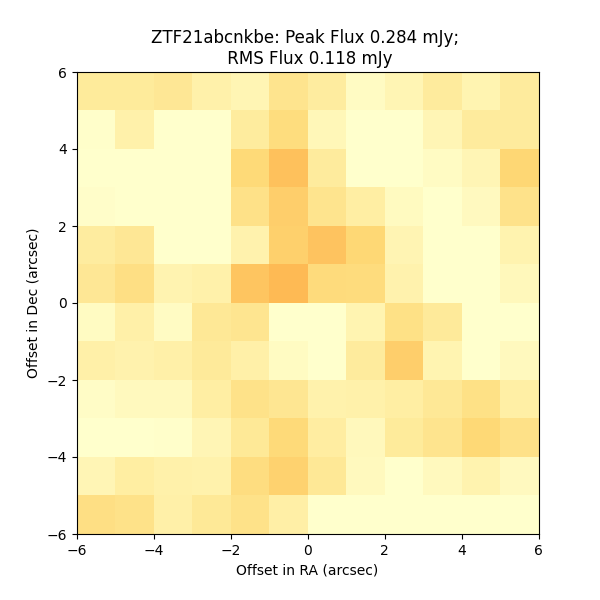 ZTF21abcnkbe: Peak Flux 0.284 mJy;
RMS Flux 0.118 mJy
6
4
2
0
−2
−4
−6
Offset in Dec (arcsec)
−6 −4 −2 0 2 4 6
Offset in RA (arcsec)